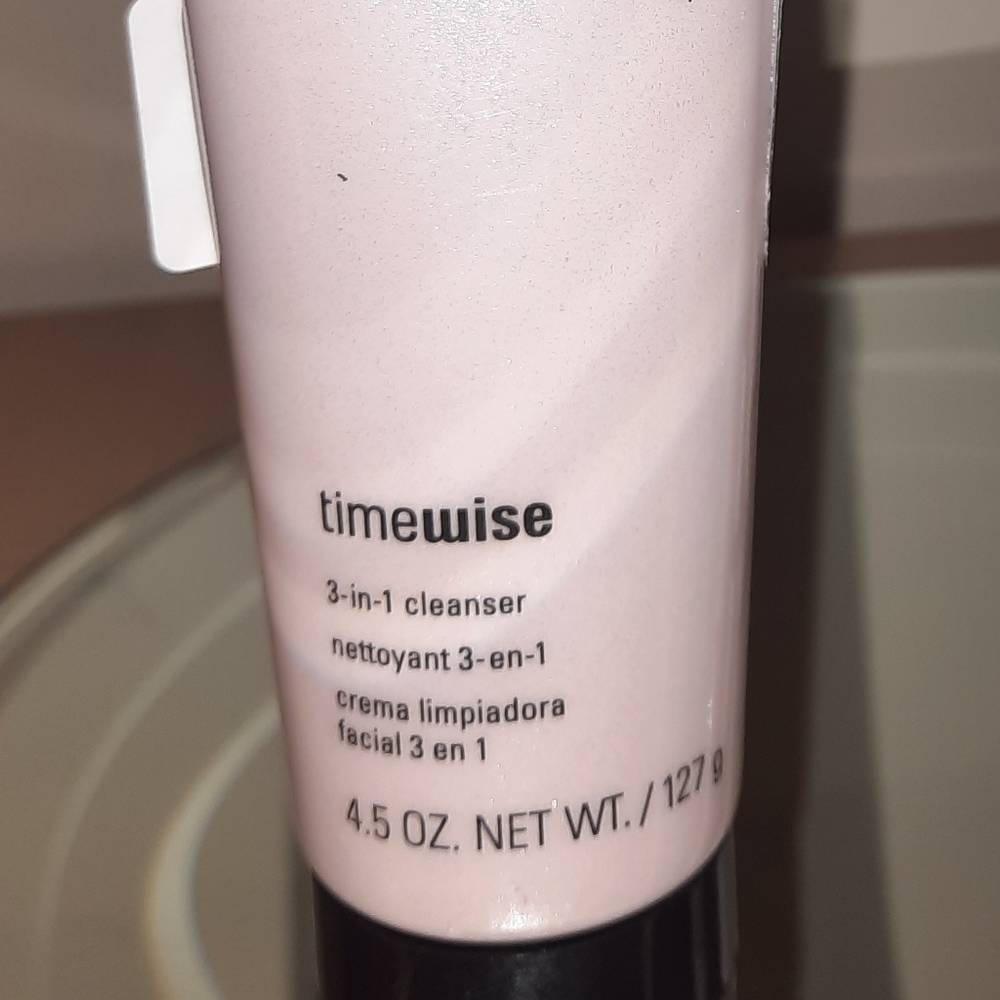 timewise
3-in-1 cleanser
nettoyant 3-en-1
crema limpiadora
facial 3 en 1
4.5 OZ. NET WT. / 127 g